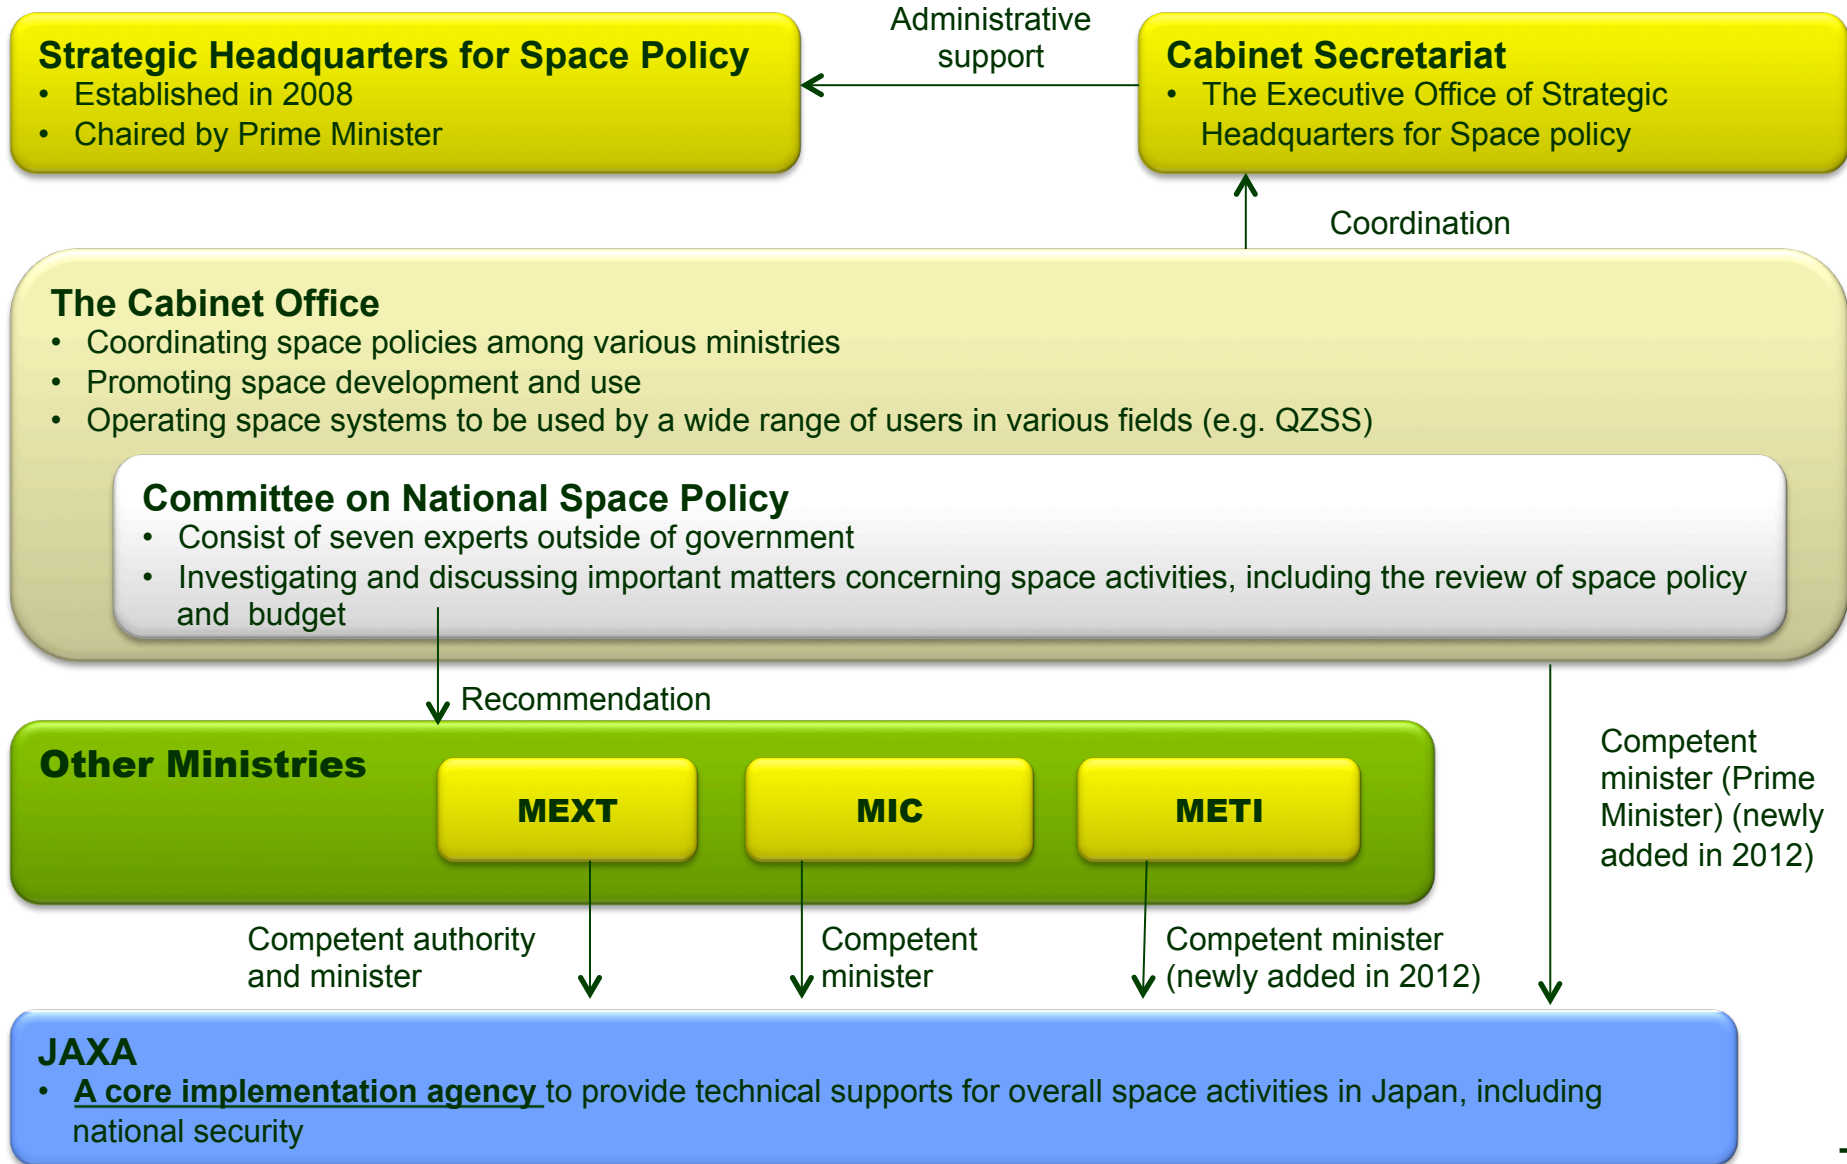 Strategic Headquarters for Space Policy
• Established in 2008
• Chaired by Prime Minister
Administrative
support
Cabinet Secretariat
• The Executive Office of Strategic
Headquarters for Space policy
Coordination
The Cabinet Office
• Coordinating space policies among various ministries
• Promoting space development and use
• Operating space systems to be used by a wide range of users in various fields (e.g. QZSS)
Committee on National Space Policy
• Consist of seven experts outside of government
• Investigating and discussing important matters concerning space activities, including the review of space policy
and budget
Recommendation
Other Ministries
MEXT
MIC
METI
Competent
minister (Prime
Minister) (newly
added in 2012)
Competent authority
and minister
Competent
minister
Competent minister
(newly added in 2012)
JAXA
• A core implementation agency to provide technical supports for overall space activities in Japan, including
national security